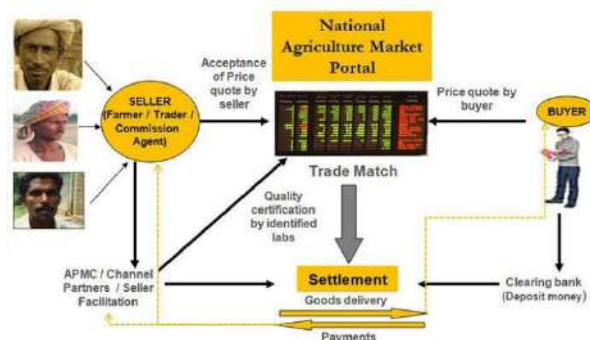 National
Agriculture Market
Portal
Acceptance
of Price
quote by
seller
SELLER
(Farmer / Trader /
Commission
Agent)
Price quote by
buyer
BUYER
Trade Match
Quality
certification
by identified
labs
APMC / Channel
Partners / Seller
Facilitation
Settlement
Goods delivery
Payments
Clearing bank
(Deposit money)